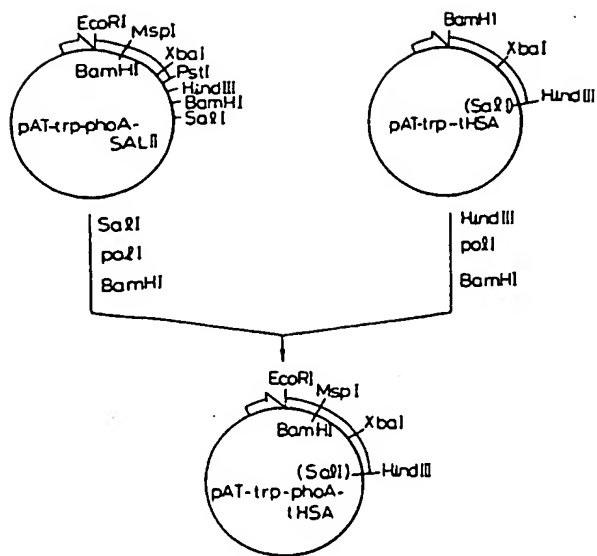 EcoRI
MspI
XbaI
PstI
BamHI
HindIII
BamHI
SalI
pAT-trp-phoA-
SALII
BamHI
XbaI
(SalI)
HindIII
pAT-trp-tHSA
SalI
polI
BamHI
HindIII
polI
BamHI
EcoRI
MspI
XbaI
BamHI
(SalI)
HindIII
pAT-trp-phoA-
tHSA